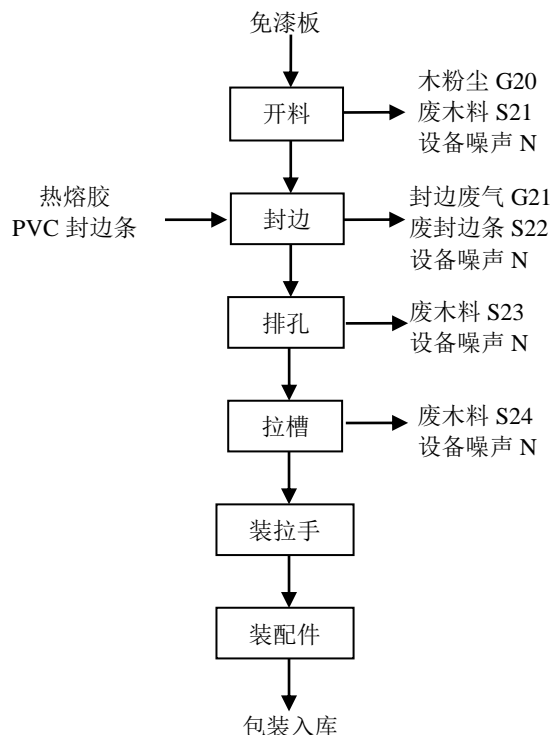 免漆板
木粉尘 G20
开料
废木料 S21
设备噪声 N
热熔胶
PVC 封边条
封边
封边废气 G21
废封边条 S22
设备噪声 N
排孔
废木料 S23
设备噪声 N
拉槽
废木料 S24
设备噪声 N
装拉手
装配件
包装入库